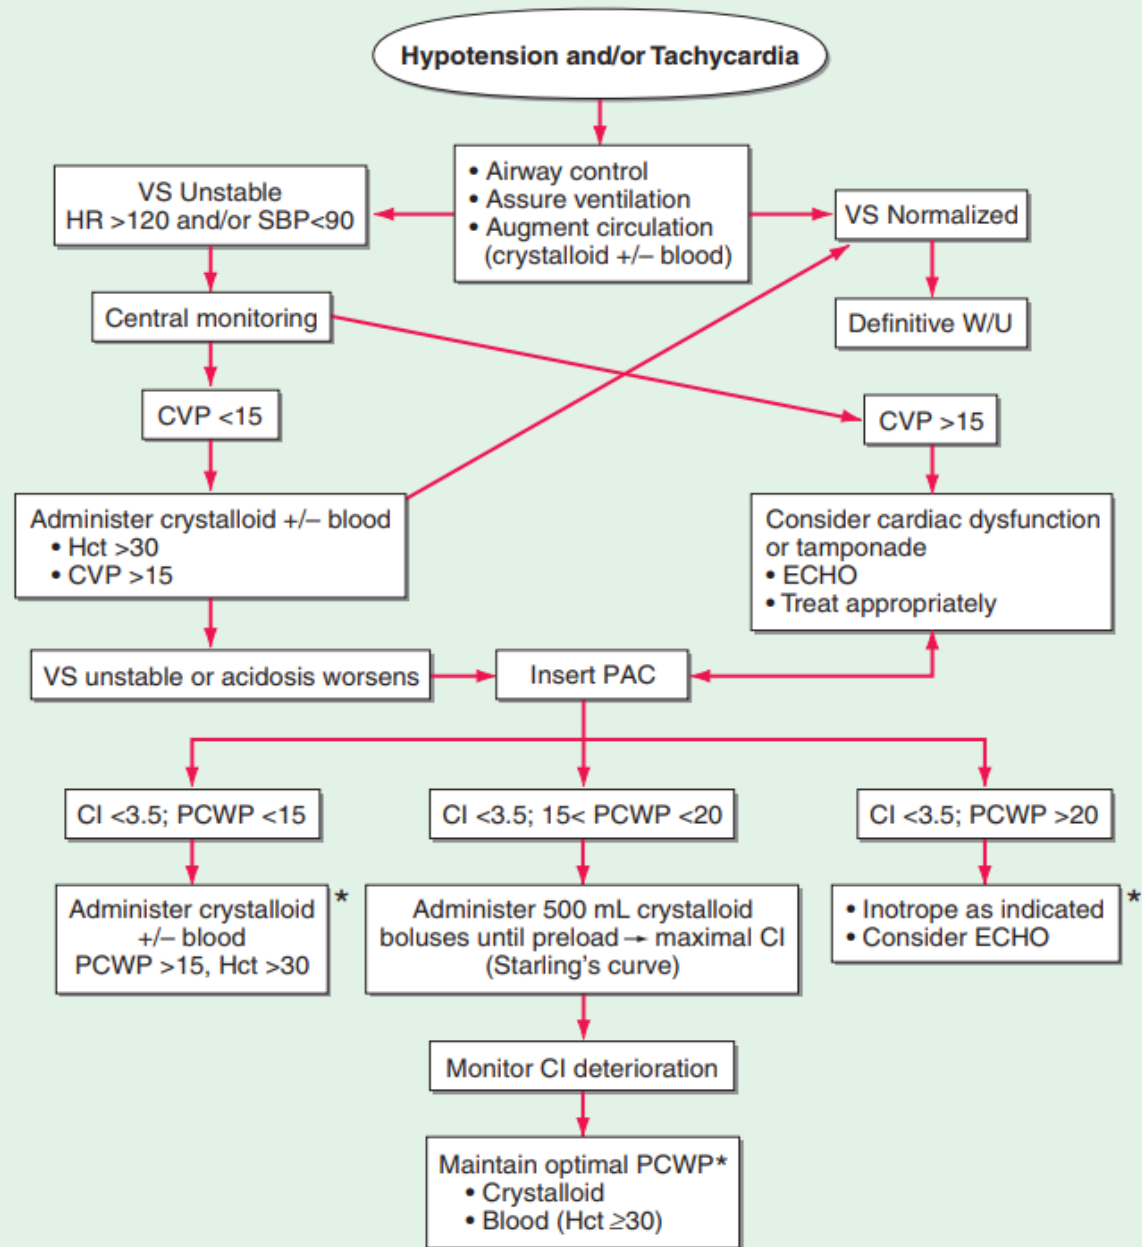 Hypotension and/or Tachycardia
• Airway control
• Assure ventilation
• Augment circulation
(crystalloid +/– blood)
VS Unstable
HR >120 and/or SBP<90
VS Normalized
Central monitoring
Definitive W/U
CVP <15
CVP >15
Administer crystalloid +/– blood
• Hct >30
• CVP >15
Consider cardiac dysfunction
or tamponade
• ECHO
• Treat appropriately
VS unstable or acidosis worsens
Insert PAC
CI <3.5; PCWP <15
CI <3.5; 15< PCWP <20
CI <3.5; PCWP >20
Administer crystalloid
+/– blood
PCWP >15, Hct >30
*
Administer 500 mL crystalloid
boluses until preload → maximal CI
(Starling's curve)
• Inotrope as indicated
• Consider ECHO
*
Monitor CI deterioration
Maintain optimal PCWP*
• Crystalloid
• Blood (Hct ≥30)